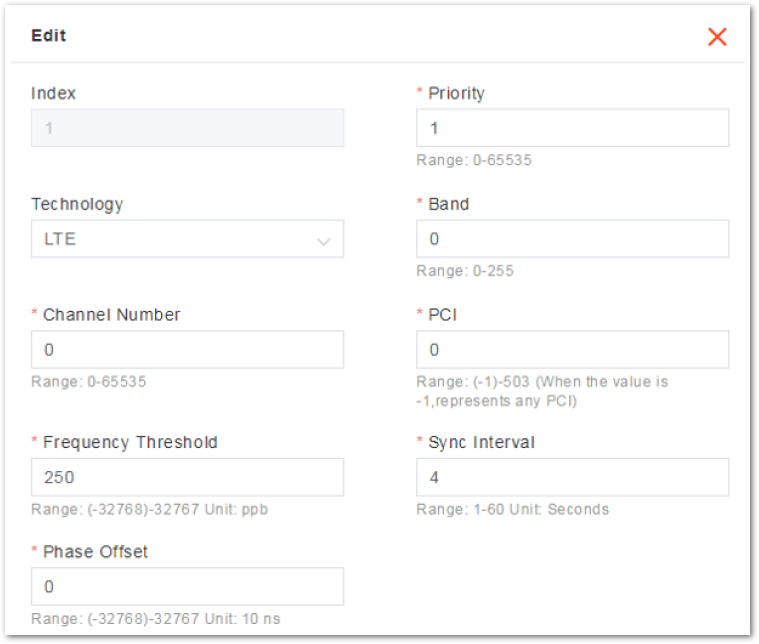 Edit
Index
1
* Priority
1
Range: 0-65535
Technology
LTE
* Band
0
Range: 0-255
* Channel Number
0
Range: 0-65535
* PCI
0
Range: (-1)-503 (When the value is
-1,represents any PCI)
* Frequency Threshold
250
Range: (-32768)-32767 Unit: ppb
* Sync Interval
4
Range: 1-60 Unit: Seconds
* Phase Offset
0
Range: (-32768)-32767 Unit: 10 ns